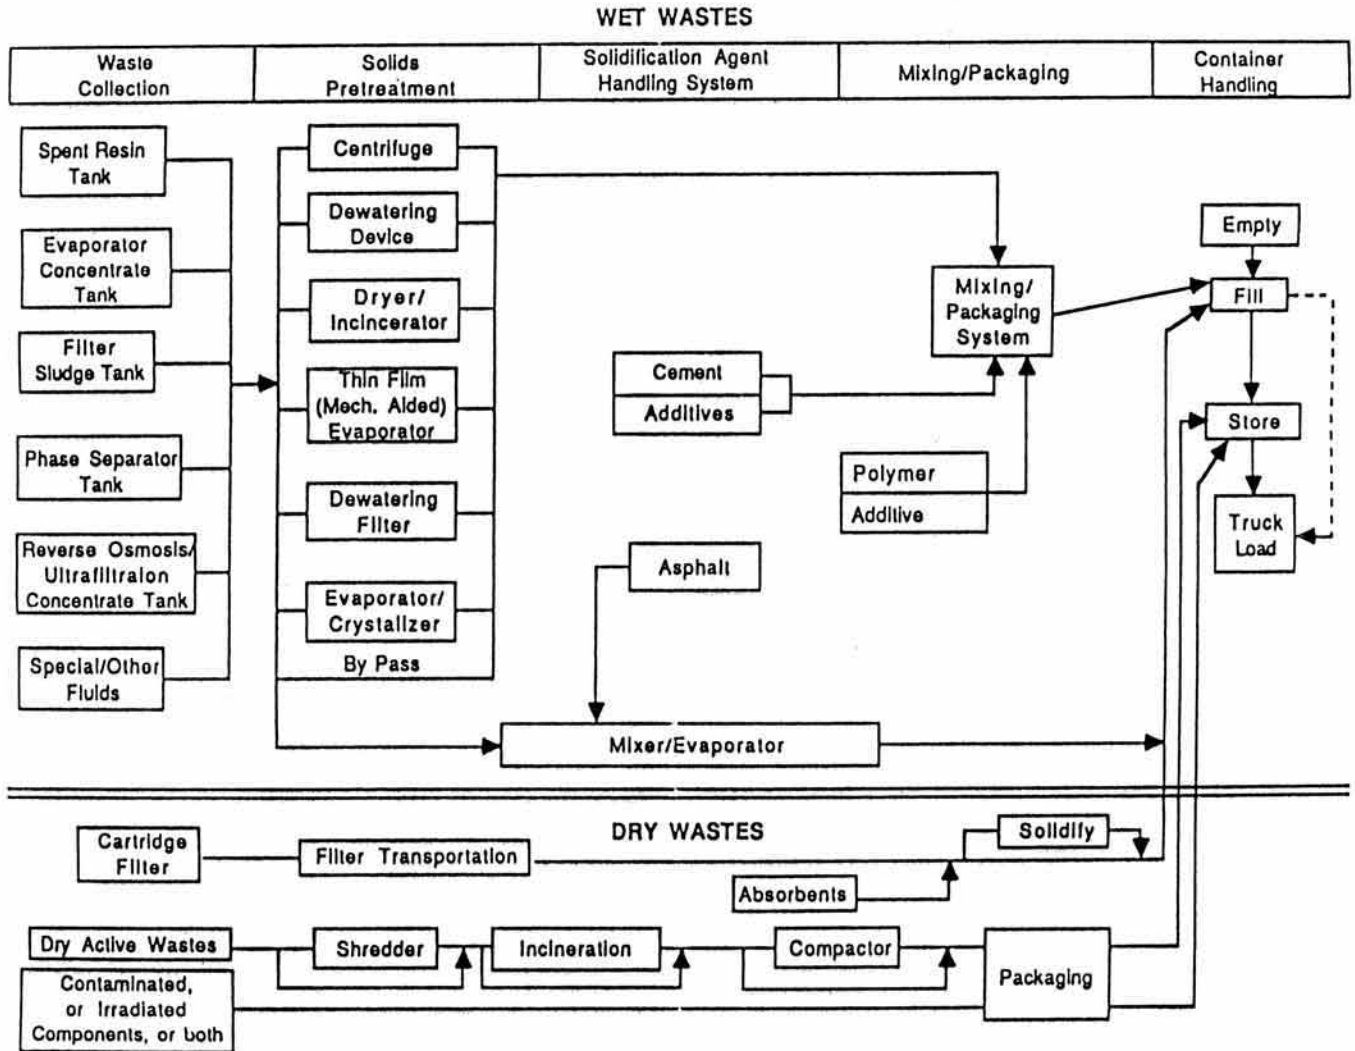 WET WASTES
Waste
Collection
Solids
Pretreatment
Solidification Agent
Handling System
Mixing/Packaging
Container
Handling
Spent Resin
Tank
Evaporator
Concentrate
Tank
Filter
Sludge Tank
Phase Separator
Tank
Reverse Osmosis/
Ultrafiltraion
Concentrate Tank
Special/Other
Fluids
Centrifuge
Dewatering
Device
Dryer/
Incincerator
Thin Film
(Mech. Aided)
Evaporator
Dewatering
Filter
Evaporator/
Crystallizer
By Pass
Cement
Additives
Polymer
Additive
Asphalt
Mixer/Evaporator
Mixing/
Packaging
System
Empty
Fill
Store
Truck
Load
DRY WASTES
Cartridge
Filter
Filter Transportation
Absorbents
Solidify
Dry Active Wastes
Shredder
Incineration
Compactor
Packaging
Contaminated,
or Irradiated
Components, or both